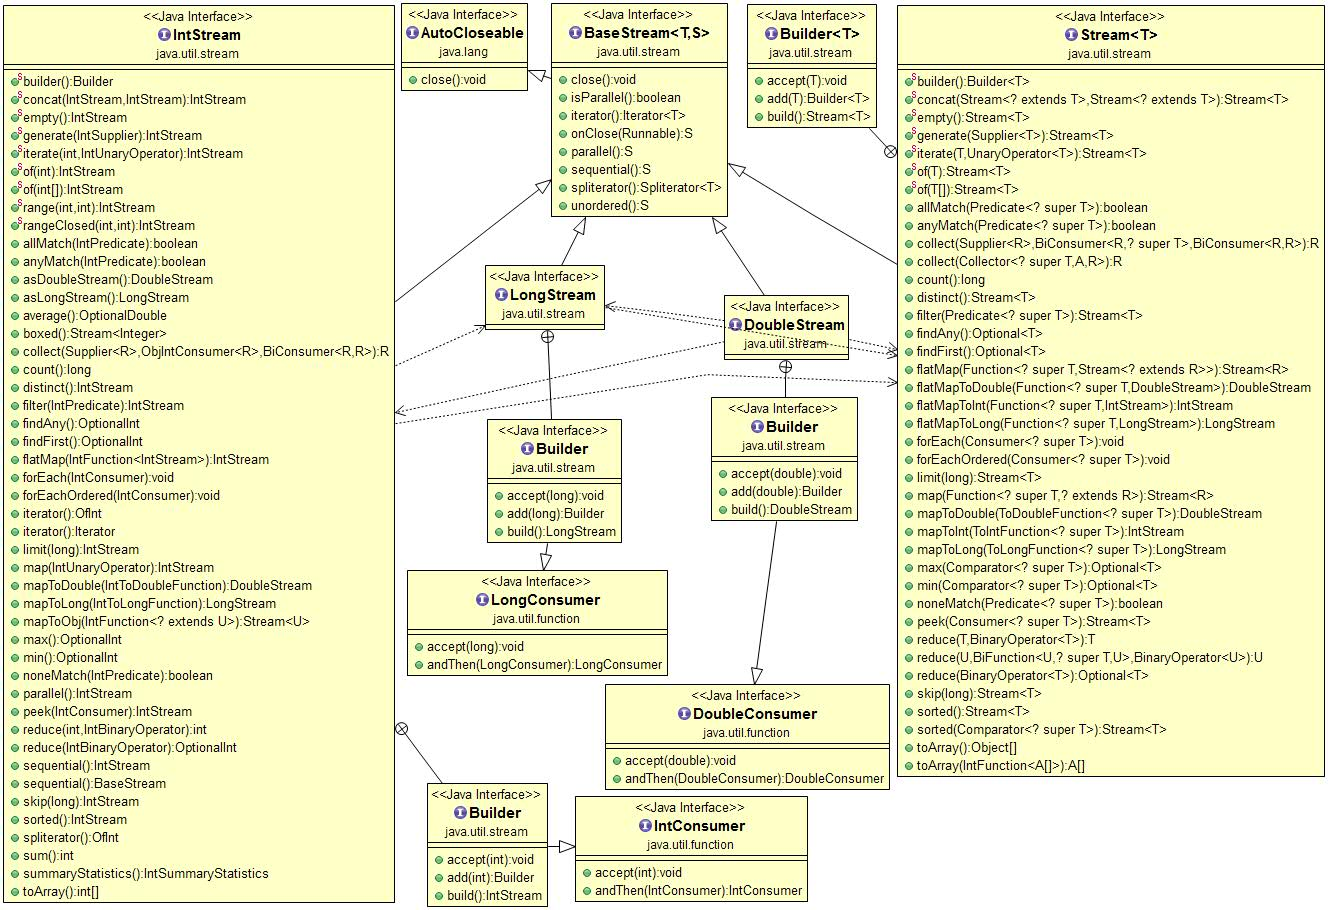 <<Java Interface>>
IntStream
java.util.stream
builder():Builder
concat(IntStream,IntStream):IntStream
empty():IntStream
generate(IntSupplier):IntStream
iterate(int,IntUnaryOperator):IntStream
of(int):IntStream
of(int[]):IntStream
range(int,int):IntStream
rangeClosed(int,int):IntStream
allMatch(IntPredicate):boolean
anyMatch(IntPredicate):boolean
asDoubleStream():DoubleStream
asLongStream():LongStream
average():OptionalDouble
boxed():Stream<Integer>
collect(Supplier<R>,ObjIntConsumer<R>,BiConsumer<R,R>):R
count():long
distinct():IntStream
filter(IntPredicate):IntStream
findAny():OptionalInt
findFirst():OptionalInt
flatMap(IntFunction<IntStream>):IntStream
forEach(IntConsumer):void
forEachOrdered(IntConsumer):void
iterator():OfInt
iterator():Iterator
limit(long):IntStream
map(IntUnaryOperator):IntStream
mapToDouble(IntToDoubleFunction):DoubleStream
mapToLong(IntToLongFunction):LongStream
mapToObj(IntFunction<? extends U>):Stream<U>
max():OptionalInt
min():OptionalInt
noneMatch(IntPredicate):boolean
parallel():IntStream
peek(IntConsumer):IntStream
reduce(int,IntBinaryOperator):int
reduce(IntBinaryOperator):OptionalInt
sequential():IntStream
sequential():BaseStream
skip(long):IntStream
sorted():IntStream
spliterator():OfInt
sum():int
summaryStatistics():IntSummaryStatistics
toArray():int[]
<<Java Interface>>
AutoCloseable
java.lang
close():void
<<Java Interface>>
BaseStream<T,S>
java.util.stream
close():void
isParallel():boolean
iterator():Iterator<T>
onClose(Runnable):S
parallel():S
sequential():S
spliterator():Spliterator<T>
unordered():S
<<Java Interface>>
Builder<T>
java.util.stream
accept(T):void
add(T):Builder<T>
build():Stream<T>
<<Java Interface>>
Stream<T>
java.util.stream
builder():Builder<T>
concat(Stream<? extends T>,Stream<? extends T>):Stream<T>
empty():Stream<T>
generate(Supplier<T>):Stream<T>
iterate(T,UnaryOperator<T>):Stream<T>
of(T):Stream<T>
of(T[]):Stream<T>
allMatch(Predicate<? super T>):boolean
anyMatch(Predicate<? super T>):boolean
collect(Supplier<R>,BiConsumer<R,? super T>,BiConsumer<R,R>):R
collect(Collector<? super T,A,R>):R
count():long
distinct():Stream<T>
filter(Predicate<? super T>):Stream<T>
findAny():Optional<T>
findFirst():Optional<T>
flatMap(Function<? super T,Stream<? extends R>>):Stream<R>
flatMapToDouble(Function<? super T,DoubleStream>):DoubleStream
flatMapToInt(Function<? super T,IntStream>):IntStream
flatMapToLong(Function<? super T,LongStream>):LongStream
forEach(Consumer<? super T>):void
forEachOrdered(Consumer<? super T>):void
limit(long):Stream<T>
map(Function<? super T,? extends R>):Stream<R>
mapToDouble(ToDoubleFunction<? super T>):DoubleStream
mapToInt(ToIntFunction<? super T>):IntStream
mapToLong(ToLongFunction<? super T>):LongStream
max(Comparator<? super T>):Optional<T>
min(Comparator<? super T>):Optional<T>
noneMatch(Predicate<? super T>):boolean
peek(Consumer<? super T>):Stream<T>
reduce(T,BinaryOperator<T>):T
reduce(U,BiFunction<U,? super T,U>,BinaryOperator<U>):U
reduce(BinaryOperator<T>):Optional<T>
skip(long):Stream<T>
sorted():Stream<T>
sorted(Comparator<? super T>):Stream<T>
toArray():Object[]
toArray(IntFunction<A[]>):A[]
<<Java Interface>>
LongStream
java.util.stream
<<Java Interface>>
DoubleStream
java.util.stream
<<Java Interface>>
Builder
java.util.stream
accept(long):void
add(long):Builder
build():LongStream
<<Java Interface>>
Builder
java.util.stream
accept(double):void
add(double):Builder
build():DoubleStream
<<Java Interface>>
LongConsumer
java.util.function
accept(long):void
andThen(LongConsumer):LongConsumer
<<Java Interface>>
DoubleConsumer
java.util.function
accept(double):void
andThen(DoubleConsumer):DoubleConsumer
<<Java Interface>>
Builder
java.util.stream
accept(int):void
add(int):Builder
build():IntStream
<<Java Interface>>
IntConsumer
java.util.function
accept(int):void
andThen(IntConsumer):IntConsumer